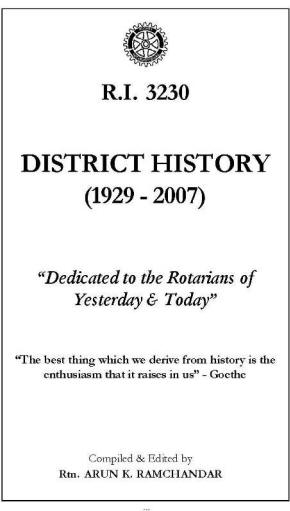 R.I. 3230
DISTRICT HISTORY
(1929 - 2007)
“Dedicated to the Rotarians of
Yesterday & Today”
“The best thing which we derive from history is the
enthusiasm that it raises in us” - Goethe
Compiled & Edited by
Rtn. ARUN K. RAMCHANDAR
...